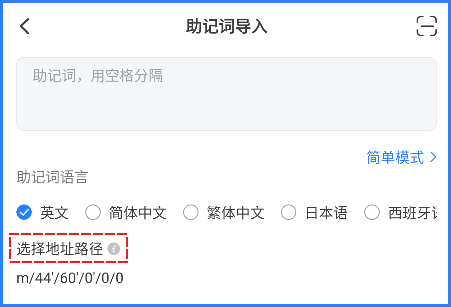 助记词导入
助记词，用空格分隔
简单模式
助记词语言
英文 简体中文 繁体中文 日本语 西班牙语
选择地址路径
m/44'/60'/0'/0/0